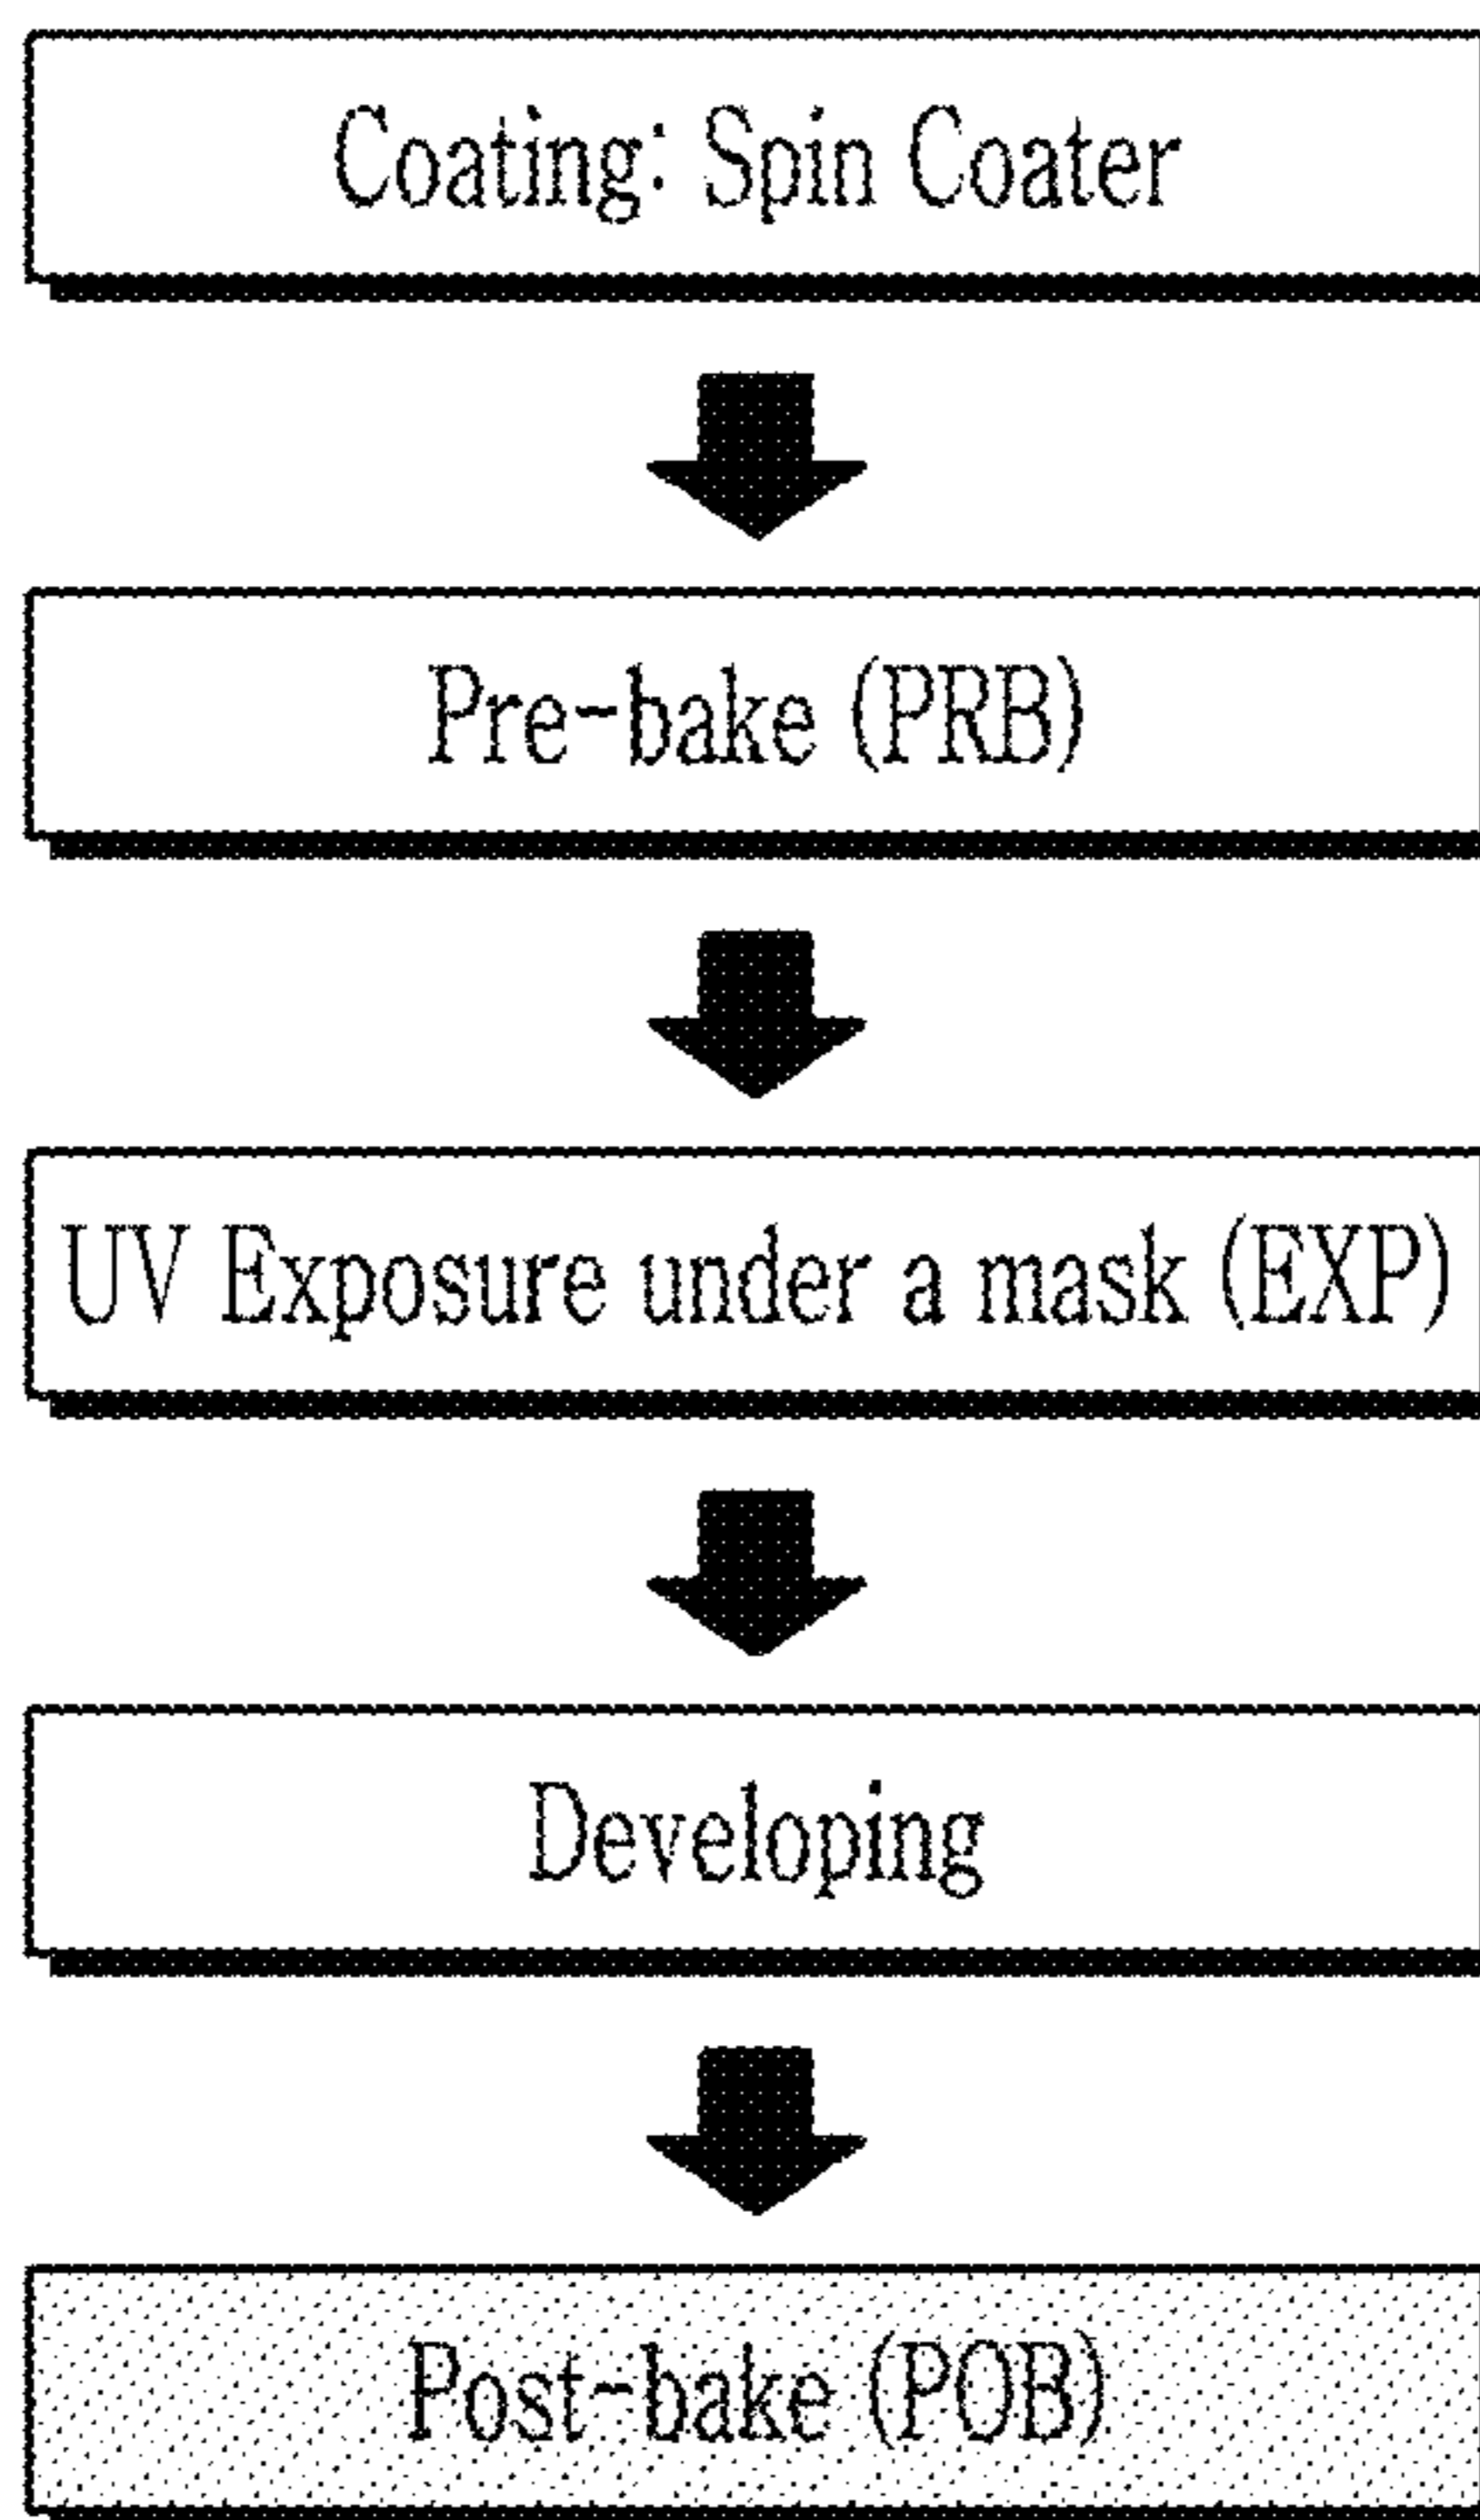 Coating: Spin Coater
Pre-bake (PRB)
UV Exposure under a mask (EXP)
Developing
Post-bake (POB)